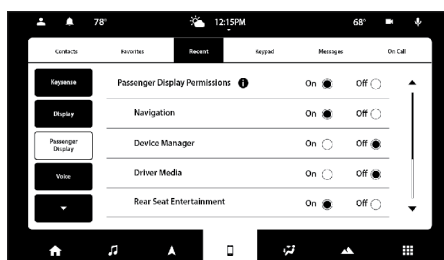 78°
12:15PM
68°
Contacts
Favorites
Recent
Keypad
Messages
On Call
Keysense
Passenger Display Permissions
On
Off
Display
Navigation
On
Off
Passenger
Display
Device Manager
On
Off
Voice
Driver Media
On
Off
Rear Seat Entertainment
On
Off